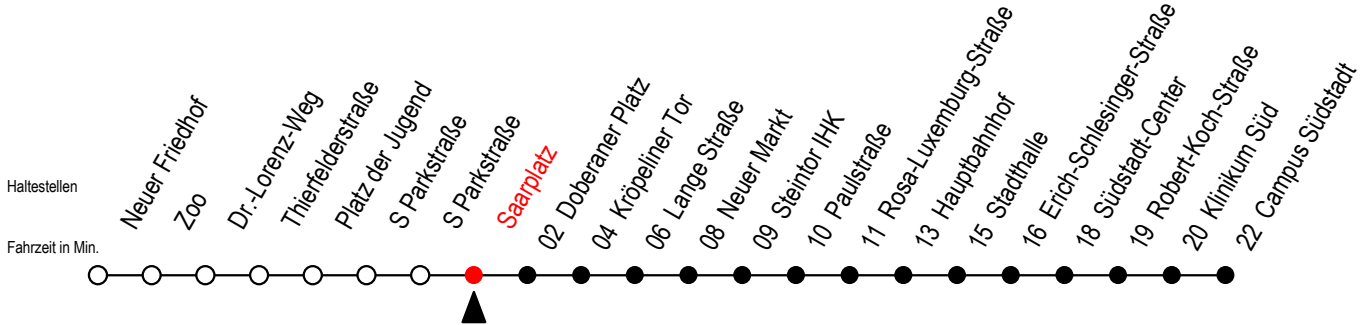 Haltestellen
Fahrzeit in Min.
Neuer Friedhof
Zoo
Dr.-Lorenz-Weg
Thierfelderstraße
Platz der Jugend
S Parkstraße
S Parkstraße
Saarplatz
02 Doberaner Platz
04 Kröpeliner Tor
06 Lange Straße
08 Neuer Markt
09 Steintor IHK
10 Paulstraße
11 Rosa-Luxemburg-Straße
13 Hauptbahnhof
15 Stadthalle
16 Erich-Schlesinger-Straße
18 Südstadt-Center
19 Robert-Koch-Straße
20 Klinikum Süd
22 Campus Südstadt